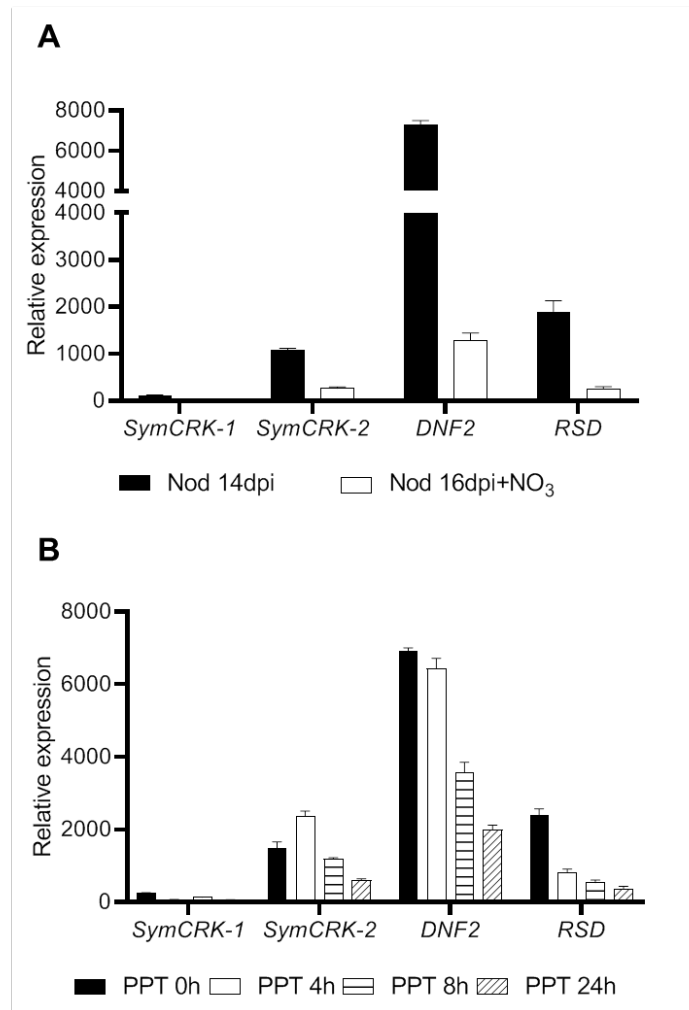 A
8000
6000
4000
4000
3000
2000
1000
0
Relative expression
SymCRK-1 SymCRK-2 DNF2 RSD
Nod 14dpi Nod 16dpi+NO₃
B
8000
6000
4000
2000
0
Relative expression
SymCRK-1 SymCRK-2 DNF2 RSD
PPT 0h PPT 4h PPT 8h PPT 24h